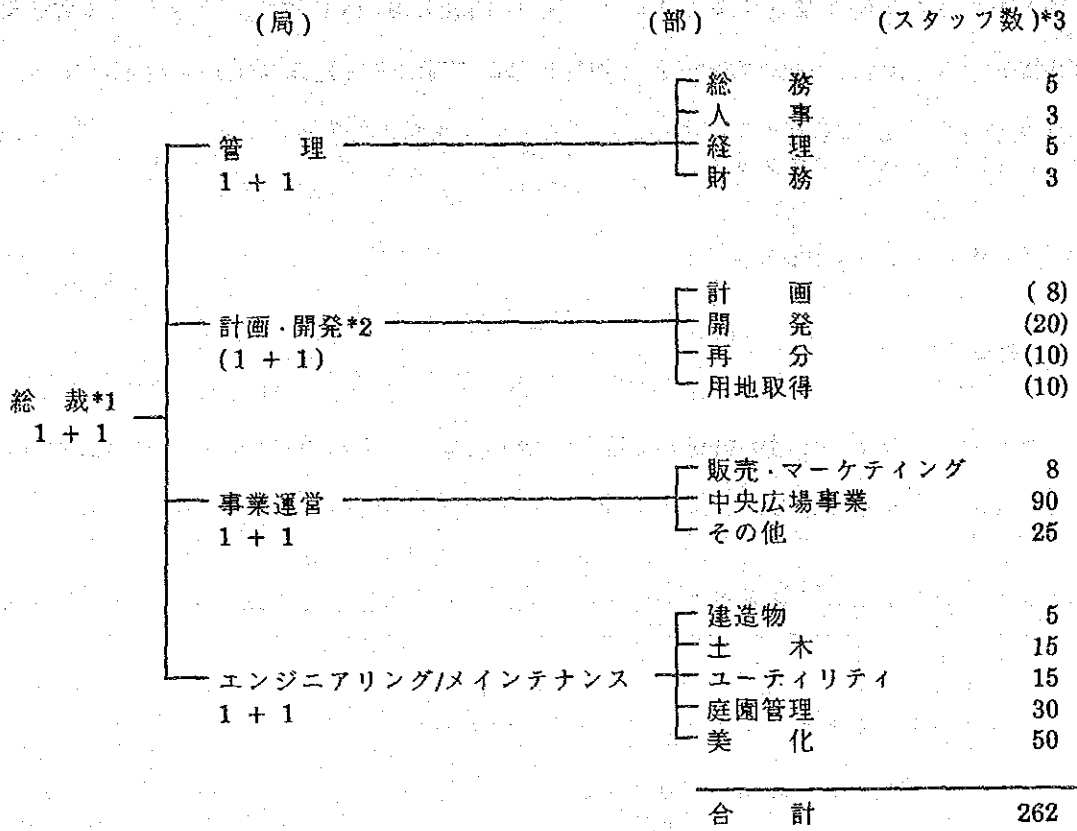 (局) (部) (スタッフ数)*3
総 務 5
人 事 3
管 理 経 理 5
1 + 1 財 務 3
計 画 ( 8)
計画・開発*2 開 発 (20)
(1 + 1) 再 分 (10)
用地取得 (10)
総 裁*1
1 + 1
販売・マーケティング 8
事業運営 中央広場事業 90
1 + 1 その他 25
建造物 5
土 木 15
エンジニアリング/メインテナンス ユーティリティ 15
1 + 1 庭園管理 30
美 化 50
合 計 262